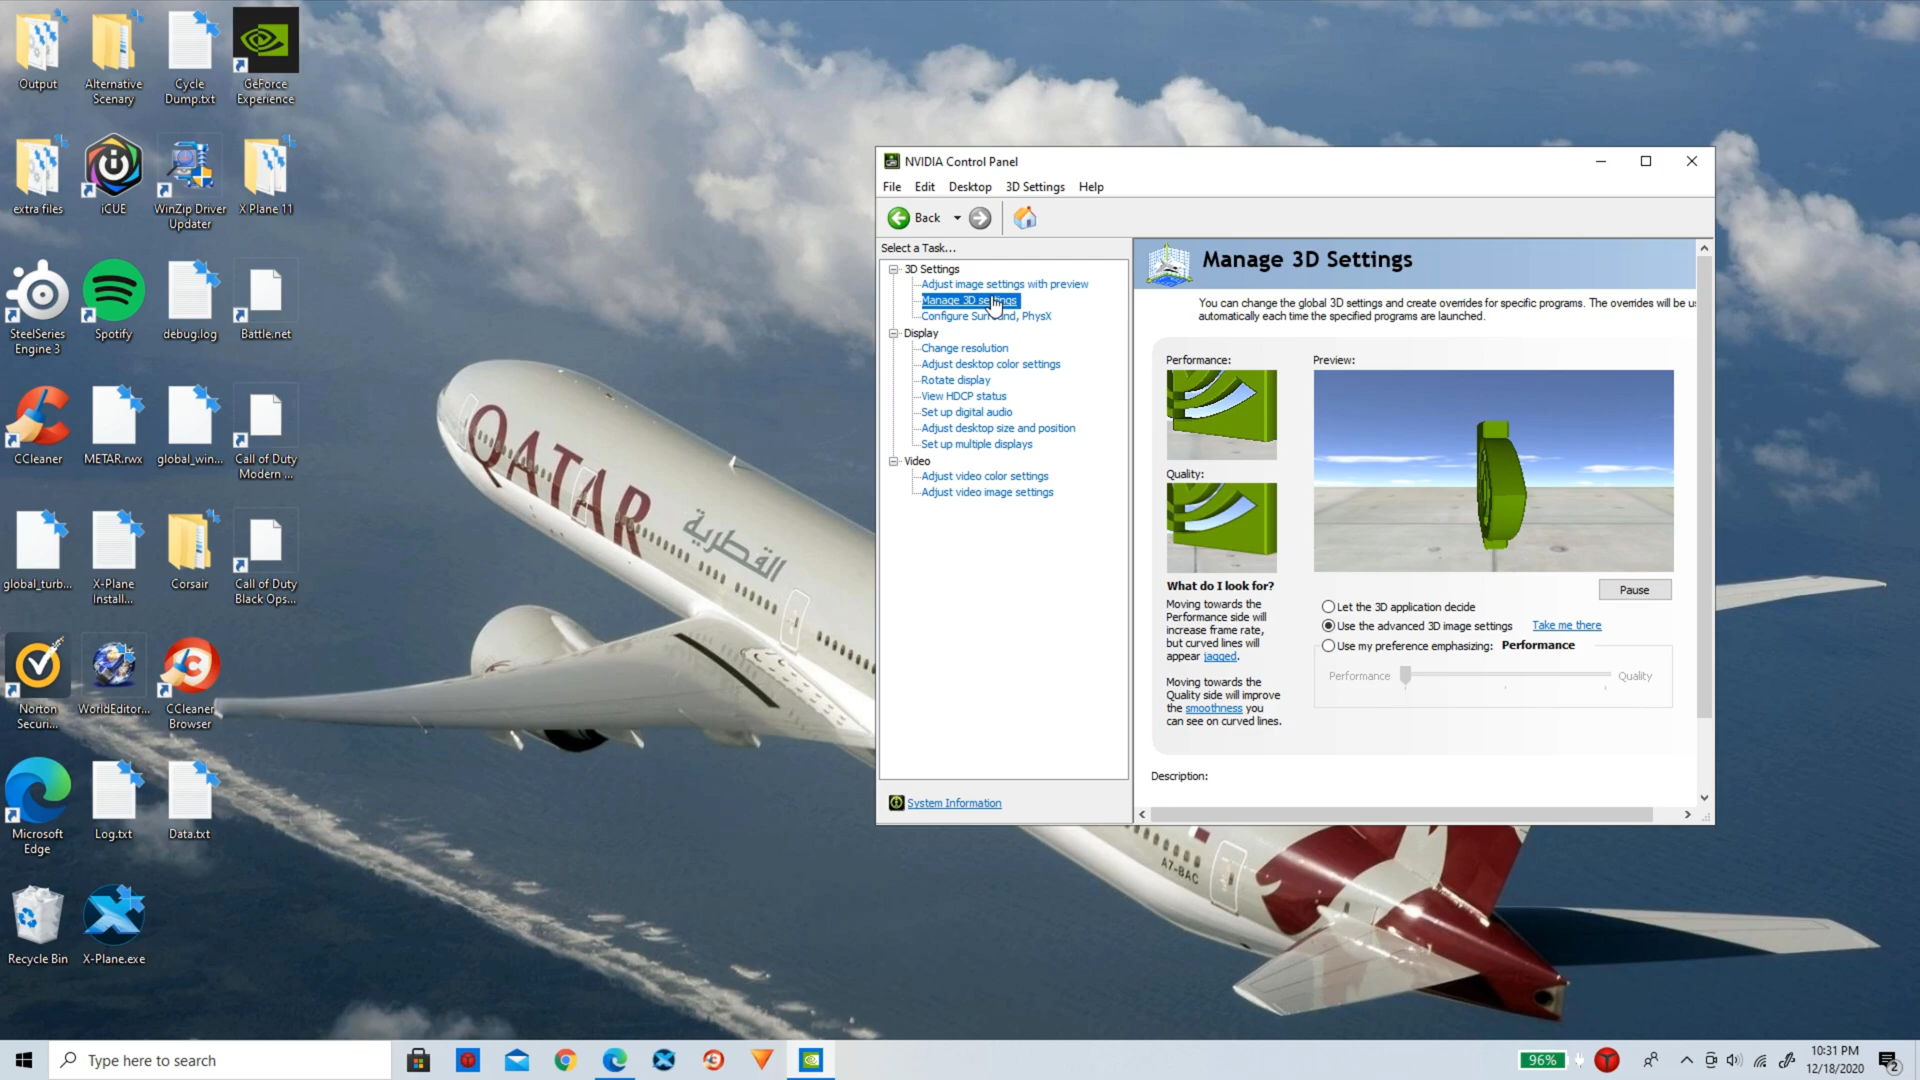 Output
Alternative
Scenary
Cycle
Dump.txt
GeForce
Experience
extra files
iCUE
WinZip Driver
Updater
X Plane 11
SteelSeries
Engine 3
Spotify
debug.log
Battle.net
CCleaner
METAR.rwx
global_win...
Call of Duty
Modern ...
global_turb...
X-Plane
Install...
Corsair
Call of Duty
Black Ops...
Norton
Securi...
WorldEditor...
CCleaner
Browser
Microsoft
Edge
Log.txt
Data.txt
Recycle Bin
X-Plane.exe
QATAR
القطرية
A7-BAC
NVIDIA Control Panel
File Edit Desktop 3D Settings Help
Back
Select a Task...
3D Settings
Adjust image settings with preview
Manage 3D settings
Configure Surround, PhysX
Display
Change resolution
Adjust desktop color settings
Rotate display
View HDCP status
Set up digital audio
Adjust desktop size and position
Set up multiple displays
Video
Adjust video color settings
Adjust video image settings
System Information
Manage 3D Settings
You can change the global 3D settings and create overrides for specific programs. The overrides will be us
automatically each time the specified programs are launched.
Performance:
Preview:
Quality:
What do I look for?
Moving towards the
Performance side will
increase frame rate,
but curved lines will
appear jagged.
Moving towards the
Quality side will improve
the smoothness you
can see on curved lines.
Pause
Let the 3D application decide
Use the advanced 3D image settings Take me there
Use my preference emphasizing: Performance
Performance Quality
Description:
Type here to search
96%
10:31 PM
12/18/2020
2